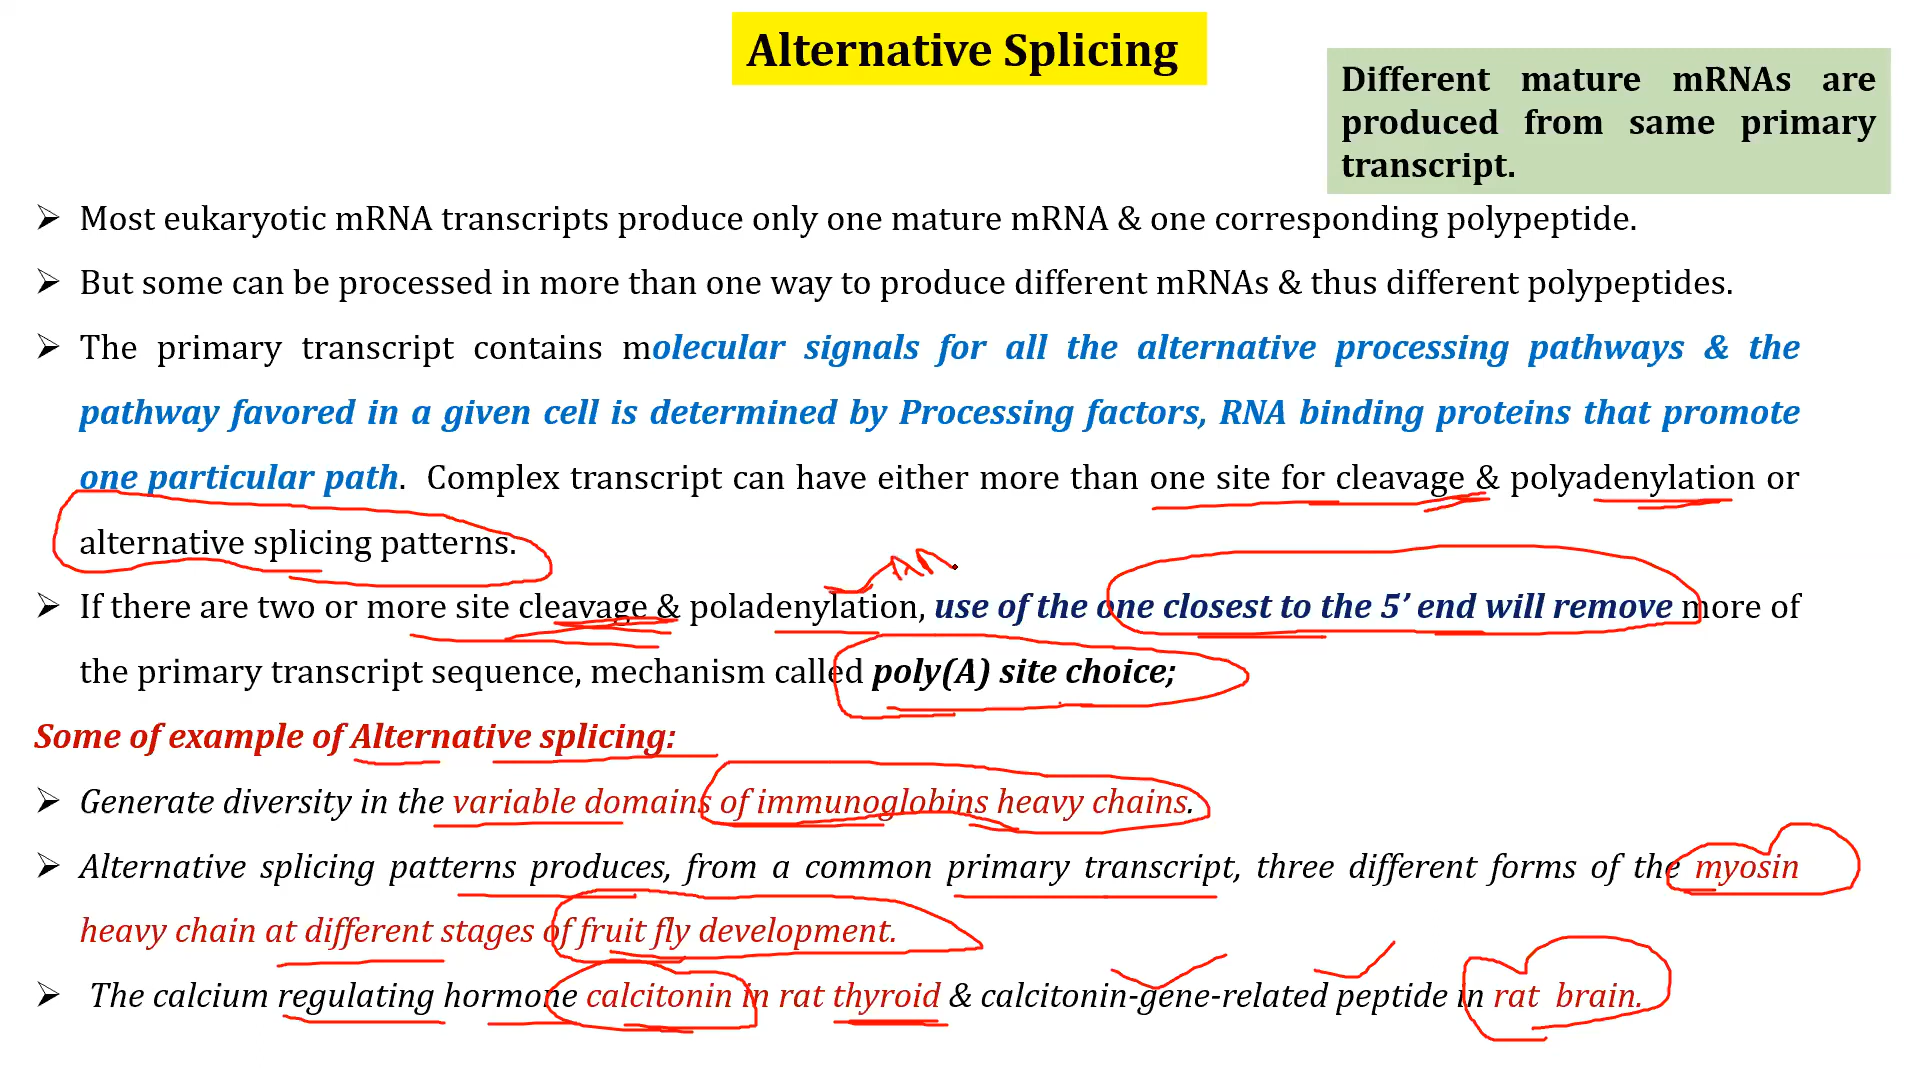 Alternative Splicing
Different mature mRNAs are
produced from same primary
transcript.
➢ Most eukaryotic mRNA transcripts produce only one mature mRNA & one corresponding polypeptide.
➢ But some can be processed in more than one way to produce different mRNAs & thus different polypeptides.
➢ The primary transcript contains molecular signals for all the alternative processing pathways & the
pathway favored in a given cell is determined by Processing factors, RNA binding proteins that promote
one particular path. Complex transcript can have either more than one site for cleavage & polyadenylation or
alternative splicing patterns.
➢ If there are two or more site cleavage & poladenylation, use of the one closest to the 5’ end will remove more of
the primary transcript sequence, mechanism called poly(A) site choice;
Some of example of Alternative splicing:
➢ Generate diversity in the variable domains of immunoglobins heavy chains.
➢ Alternative splicing patterns produces, from a common primary transcript, three different forms of the myosin
heavy chain at different stages of fruit fly development.
➢ The calcium regulating hormone calcitonin in rat thyroid & calcitonin-gene-related peptide in rat brain.